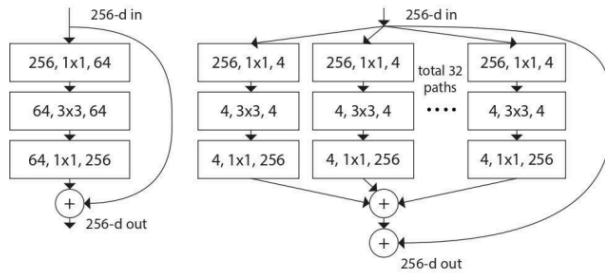 256-d in
256, 1x1, 64
64, 3x3, 64
64, 1x1, 256
+
256-d out
256-d in
256, 1x1, 4
256, 1x1, 4
total 32
paths
256, 1x1, 4
4, 3x3, 4
4, 3x3, 4
....
4, 3x3, 4
4, 1x1, 256
4, 1x1, 256
4, 1x1, 256
+
+
256-d out